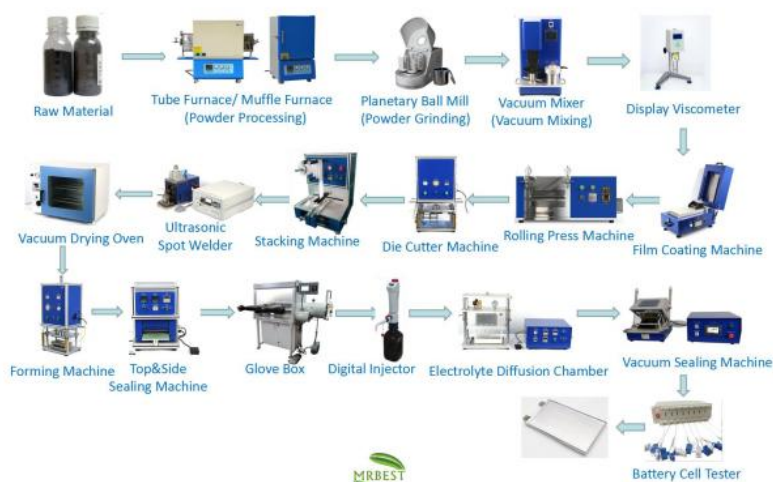 Raw Material
Tube Furnace/ Muffle Furnace
(Powder Processing)
Planetary Ball Mill
(Powder Grinding)
Vacuum Mixer
(Vacuum Mixing)
Display Viscometer
Film Coating Machine
Rolling Press Machine
Die Cutter Machine
Stacking Machine
Ultrasonic
Spot Welder
Vacuum Drying Oven
Forming Machine
Top&Side
Sealing Machine
Glove Box
Digital Injector
Electrolyte Diffusion Chamber
Vacuum Sealing Machine
Battery Cell Tester
MRBEST